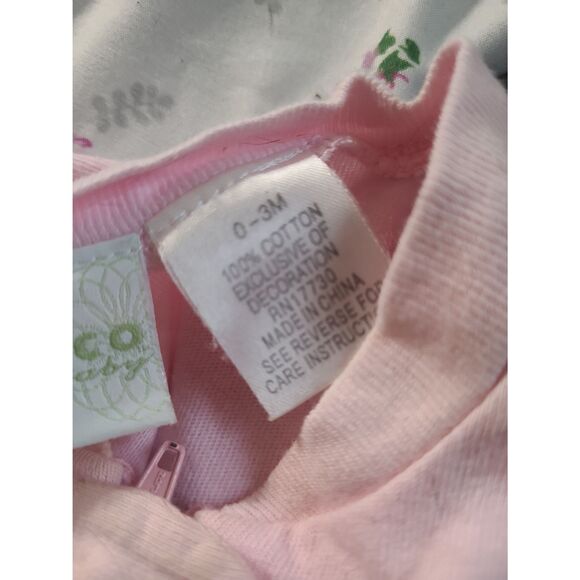 0-3M
100% COTTON
EXCLUSIVE OF
DECORATION
RN17730
MADE IN CHINA
SEE REVERSE FOR
CARE INSTRUCTI
CO